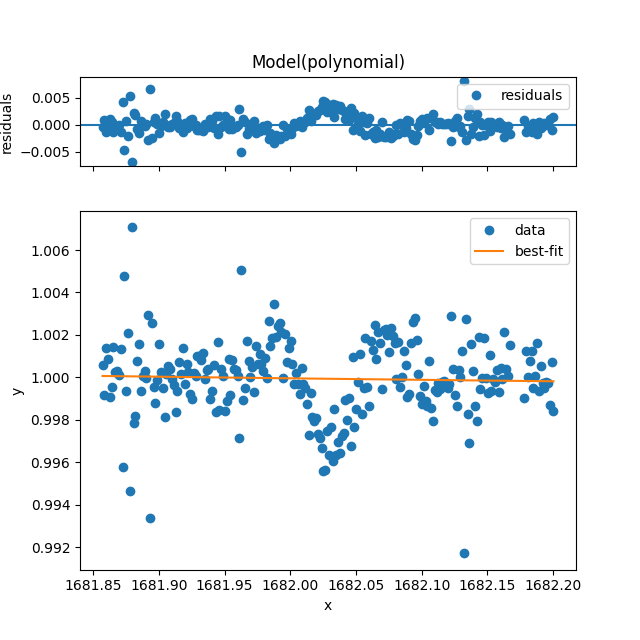 Model(polynomial)
residuals
0.005
0.000
−0.005
residuals
data
best-fit
1.006
1.004
1.002
1.000
0.998
0.996
0.994
0.992
y
1681.85 1681.90 1681.95 1682.00 1682.05 1682.10 1682.15 1682.20
x